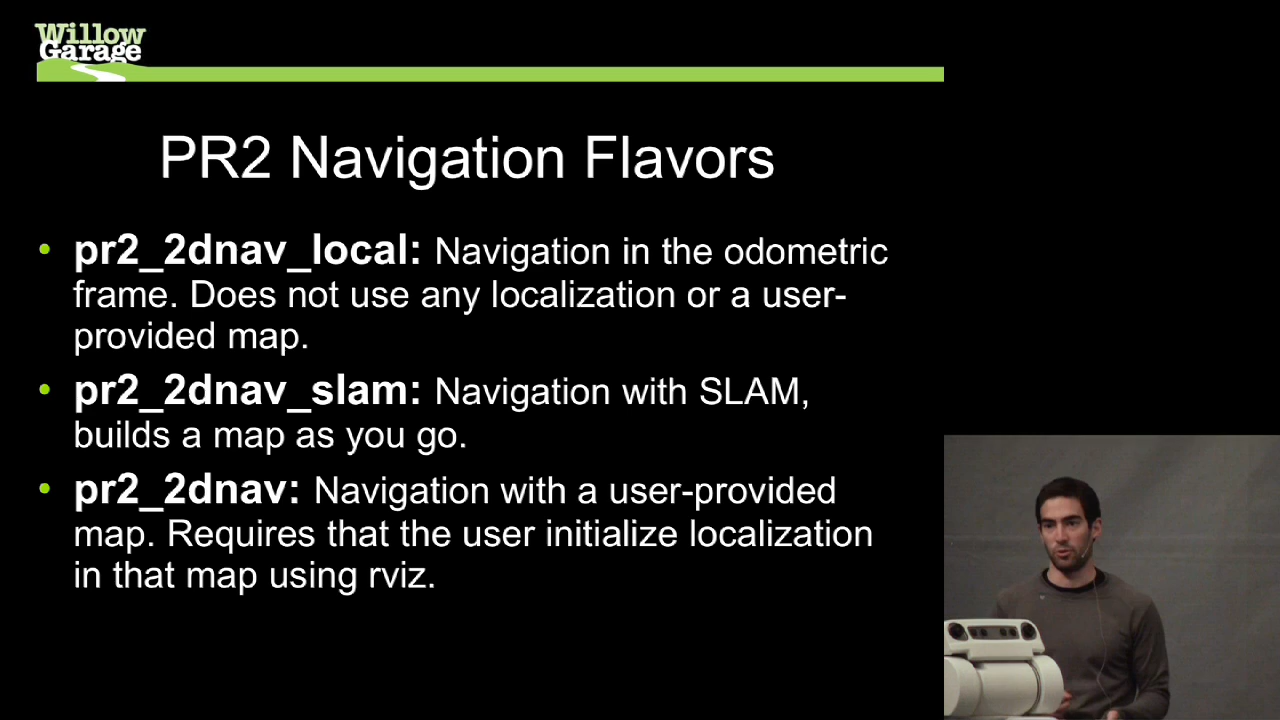 Willow
Garage
PR2 Navigation Flavors
• pr2_2dnav_local: Navigation in the odometric
frame. Does not use any localization or a user-
provided map.
• pr2_2dnav_slam: Navigation with SLAM,
builds a map as you go.
• pr2_2dnav: Navigation with a user-provided
map. Requires that the user initialize localization
in that map using rviz.